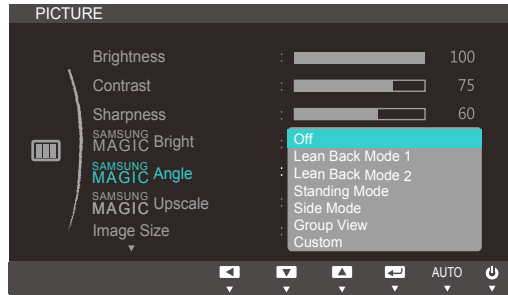 PICTURE
Brightness : 100
Contrast : 75
Sharpness : 60
SAMSUNG MAGIC Bright :
SAMSUNG MAGIC Angle :
SAMSUNG MAGIC Upscale :
Image Size :
Off
Lean Back Mode 1
Lean Back Mode 2
Standing Mode
Side Mode
Group View
Custom
AUTO